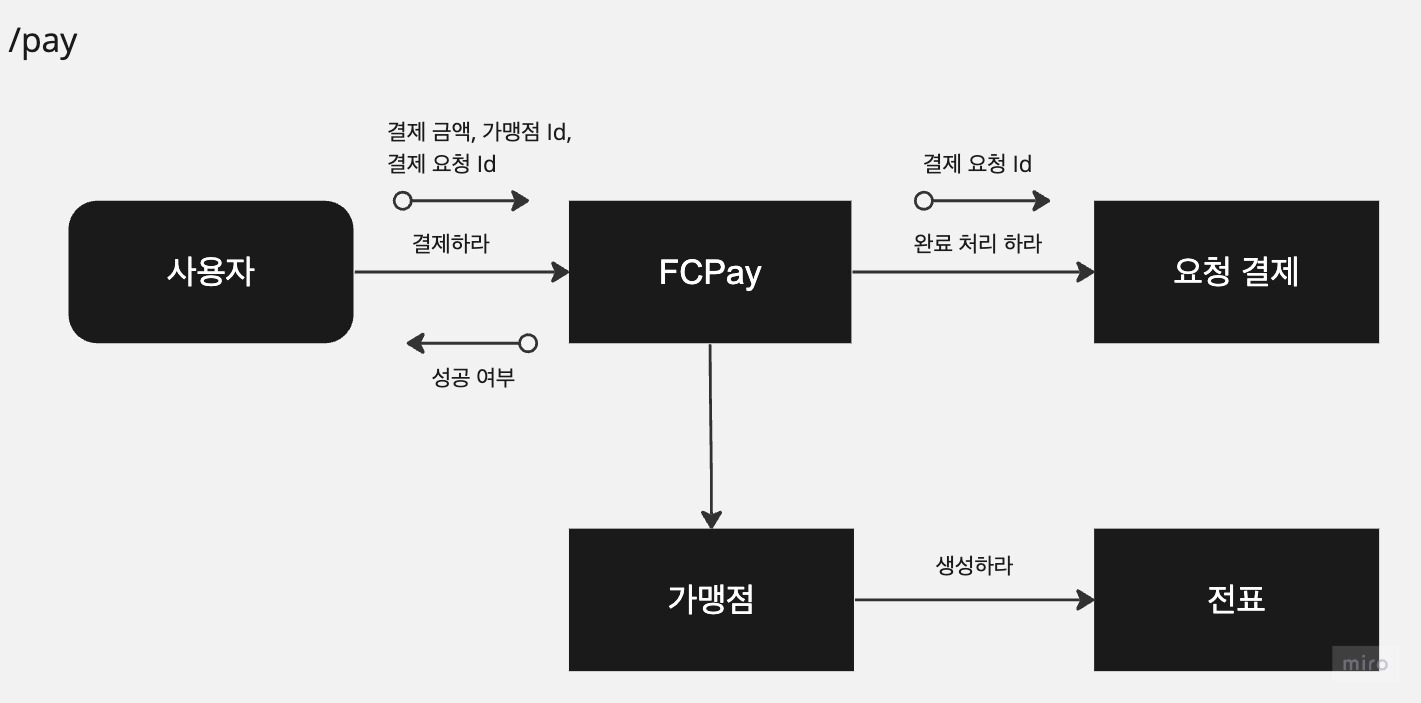 /pay
결제 금액, 가맹점 Id,
결제 요청 Id
결제 요청 Id
결제하라
완료 처리 하라
사용자
FCPay
요청 결제
성공 여부
생성하라
가맹점
전표
miro